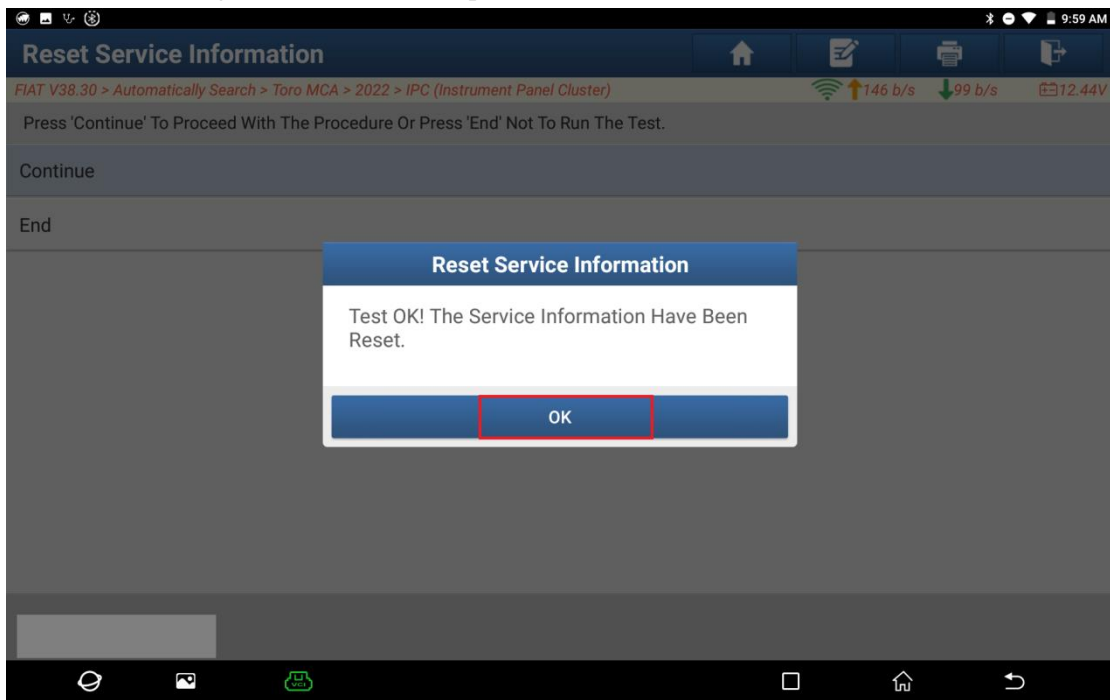 9:59 AM
Reset Service Information
FIAT V38.30 > Automatically Search > Toro MCA > 2022 > IPC (Instrument Panel Cluster) 146 b/s 99 b/s 12.44V
Press 'Continue' To Proceed With The Procedure Or Press 'End' Not To Run The Test.
Continue
End
Reset Service Information
Test OK! The Service Information Have Been
Reset.
OK
VCI